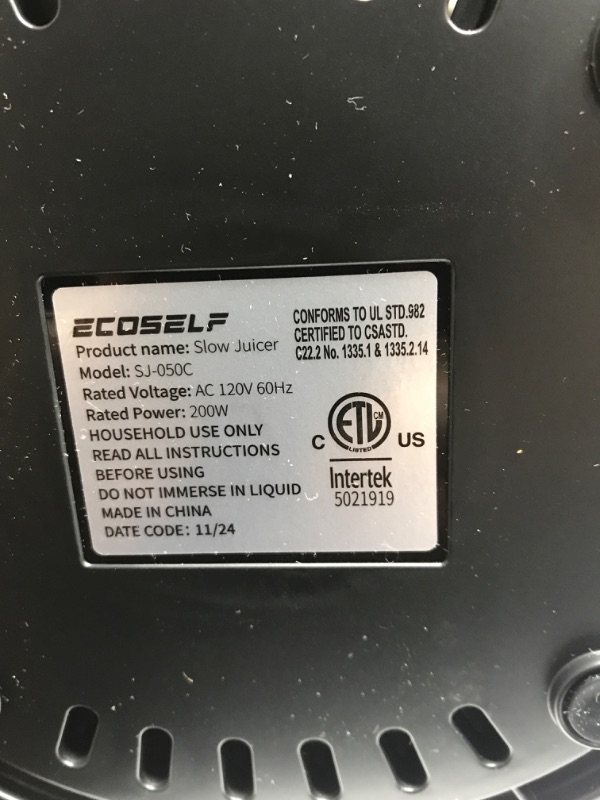 ECOSELF
Product name: Slow Juicer
Model: SJ-050C
Rated Voltage: AC 120V 60Hz
Rated Power: 200W
HOUSEHOLD USE ONLY
READ ALL INSTRUCTIONS
BEFORE USING
DO NOT IMMERSE IN LIQUID
MADE IN CHINA
DATE CODE: 11/24
CONFORMS TO UL STD.982
CERTIFIED TO CSASTD.
C22.2 No. 1335.1 & 1335.2.14
C ETL CM US
LISTED
Intertek
5021919